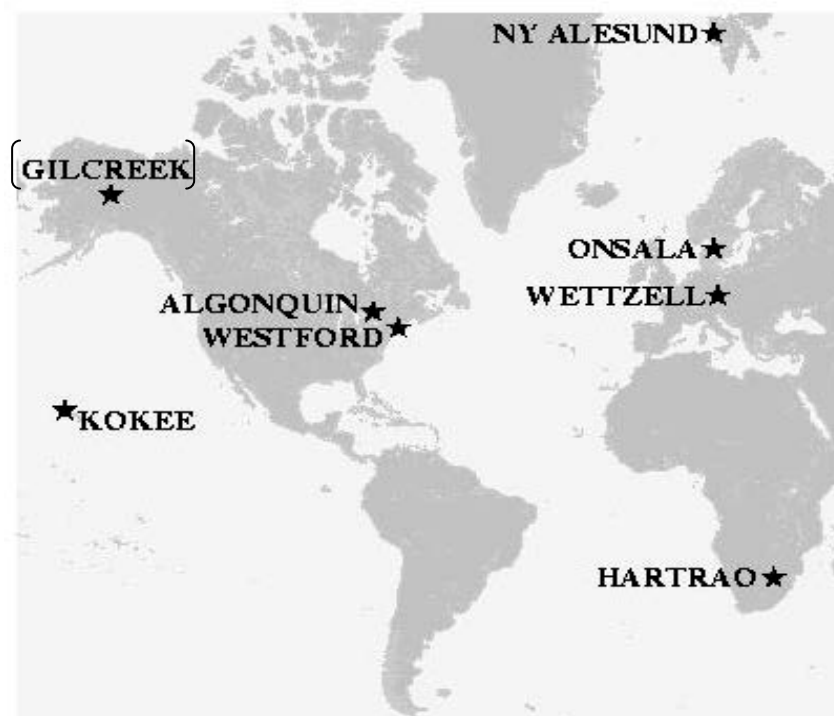 NY ALESUND
[GILCREEK]
ONSALA
ALGONQUIN
WETTZELL
WESTFORD
KOKEE
HARTRAO